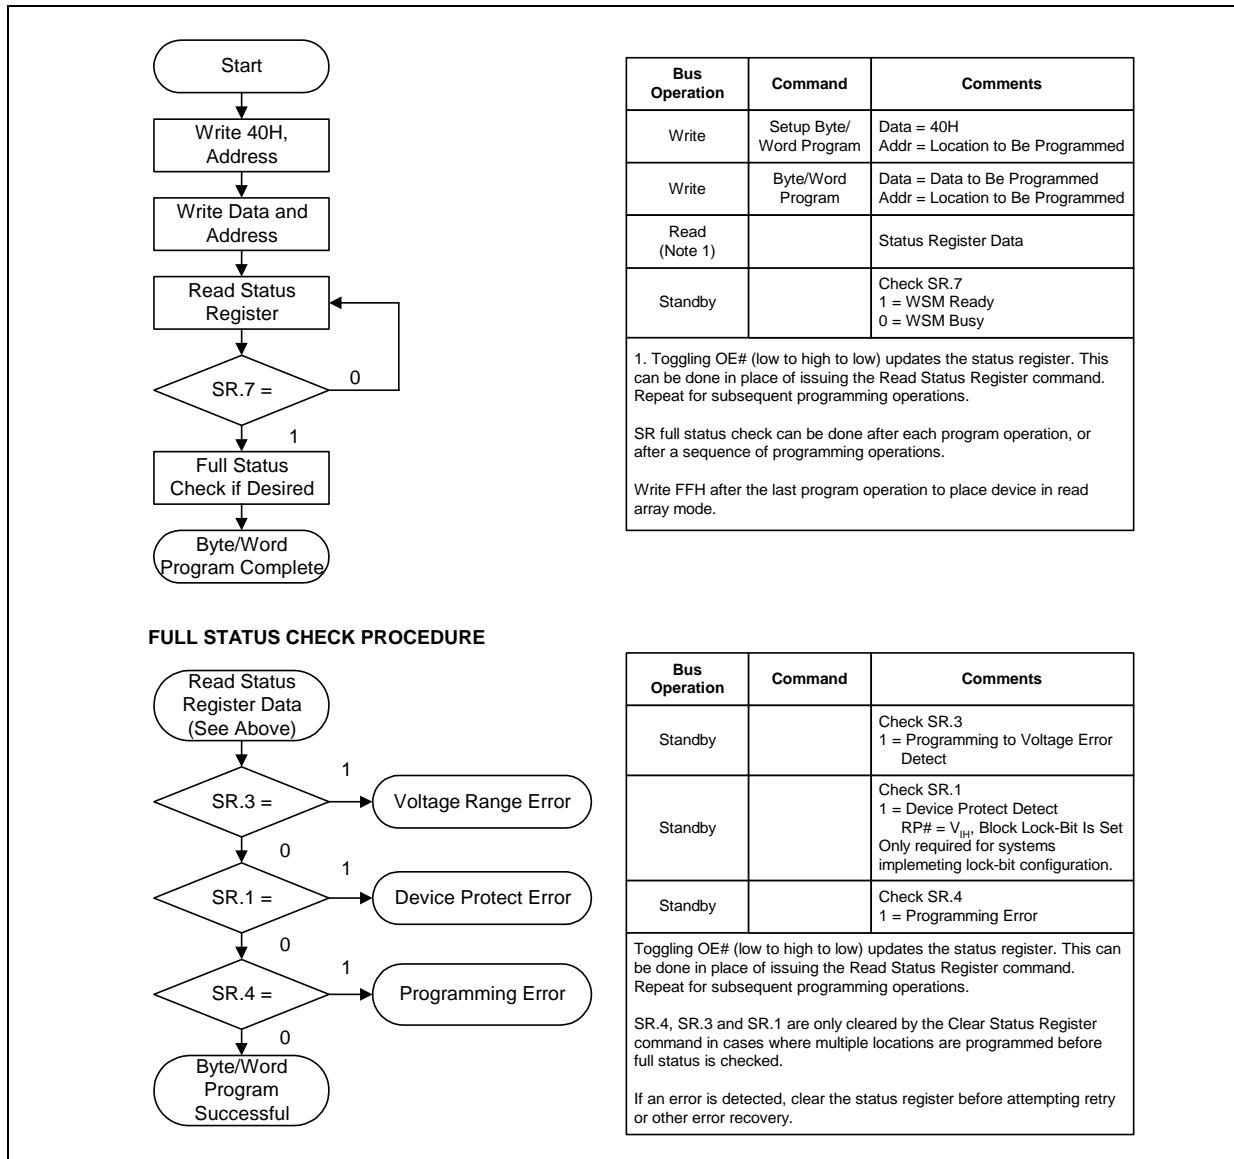 Start
Write 40H,
Address
Write Data and
Address
Read Status
Register
SR.7 =
0
1
Full Status
Check if Desired
Byte/Word
Program Complete
Bus
Operation
Command
Comments
Write
Setup Byte/
Word Program
Data = 40H
Addr = Location to Be Programmed
Write
Byte/Word
Program
Data = Data to Be Programmed
Addr = Location to Be Programmed
Read
(Note 1)
Status Register Data
Standby
Check SR.7
1 = WSM Ready
0 = WSM Busy
1. Toggling OE# (low to high to low) updates the status register. This
can be done in place of issuing the Read Status Register command.
Repeat for subsequent programming operations.
SR full status check can be done after each program operation, or
after a sequence of programming operations.
Write FFH after the last program operation to place device in read
array mode.
FULL STATUS CHECK PROCEDURE
Read Status
Register Data
(See Above)
SR.3 =
1
Voltage Range Error
0
SR.1 =
1
Device Protect Error
0
SR.4 =
1
Programming Error
0
Byte/Word
Program
Successful
Bus
Operation
Command
Comments
Standby
Check SR.3
1 = Programming to Voltage Error
Detect
Standby
Check SR.1
1 = Device Protect Detect
RP# = VIH, Block Lock-Bit Is Set
Only required for systems
implemeting lock-bit configuration.
Standby
Check SR.4
1 = Programming Error
Toggling OE# (low to high to low) updates the status register. This can
be done in place of issuing the Read Status Register command.
Repeat for subsequent programming operations.
SR.4, SR.3 and SR.1 are only cleared by the Clear Status Register
command in cases where multiple locations are programmed before
full status is checked.
If an error is detected, clear the status register before attempting retry
or other error recovery.